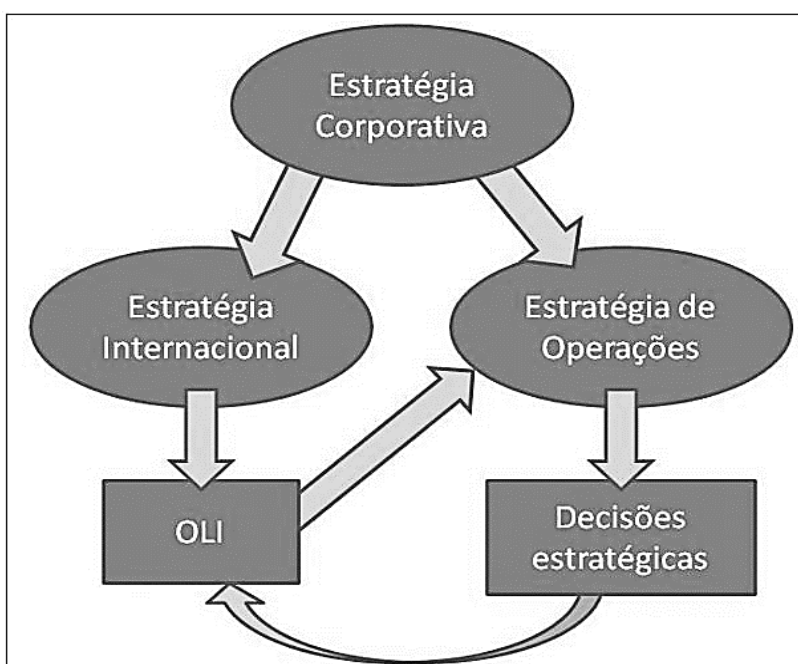 Estratégia
Corporativa
Estratégia
Internacional
Estratégia de
Operações
OLI
Decisões
estratégicas